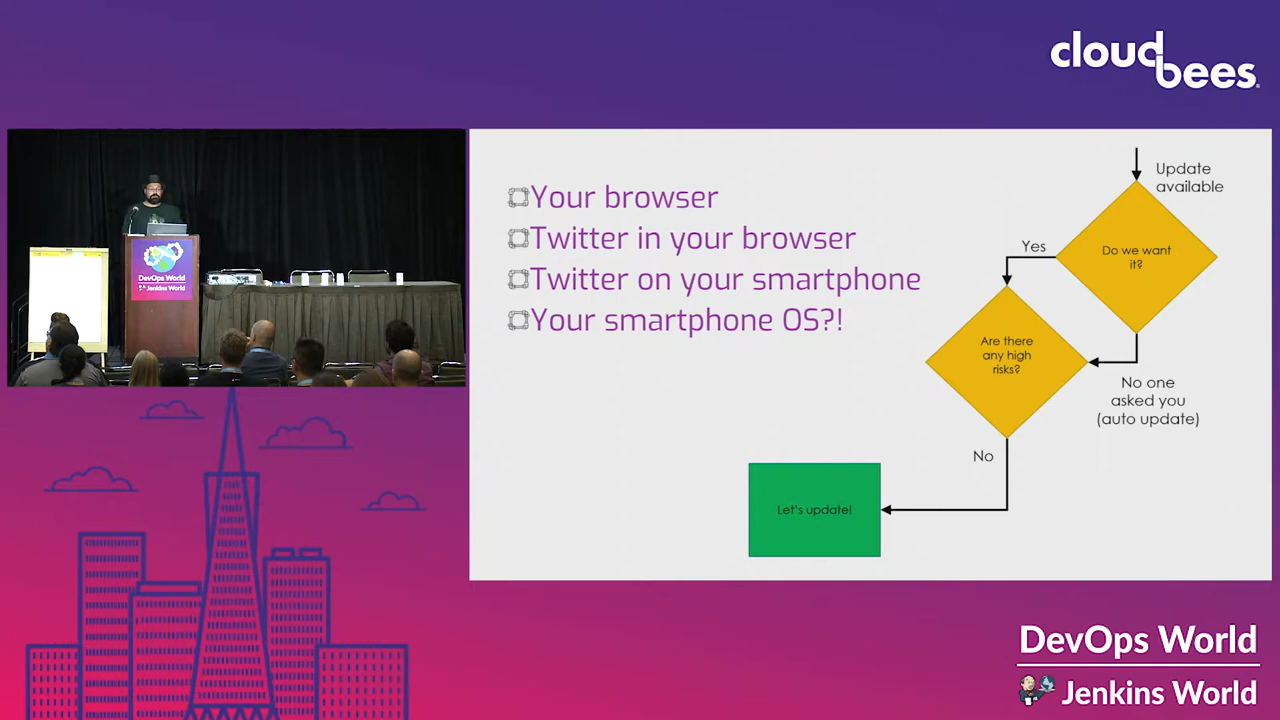 cloudbees
DevOps World
Jenkins World
Your browser
Twitter in your browser
Twitter on your smartphone
Your smartphone OS?!
Update
available
Do we want
it?
Yes
Are there
any high
risks?
No one
asked you
(auto update)
No
Let's update!
DevOps World
Jenkins World